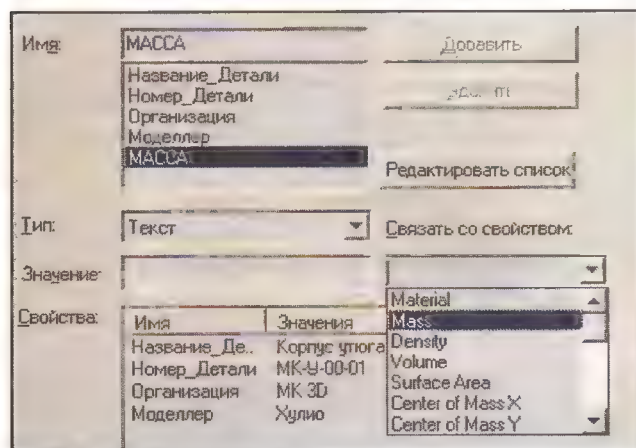 Имя:
МАССА
Добавить
Название_Детали
Номер_Детали
Организация
Моделлер
МАССА
Редактировать список
Тип:
Текст
Связать со свойством:
Значение:
Свойства:
Имя Значения
Название_Де.. Корпус утюга
Номер_Детали МК-У-00-01
Организация МК 3D
Моделлер Хулио
Material
Mass
Density
Volume
Surface Area
Center of Mass X
Center of Mass Y